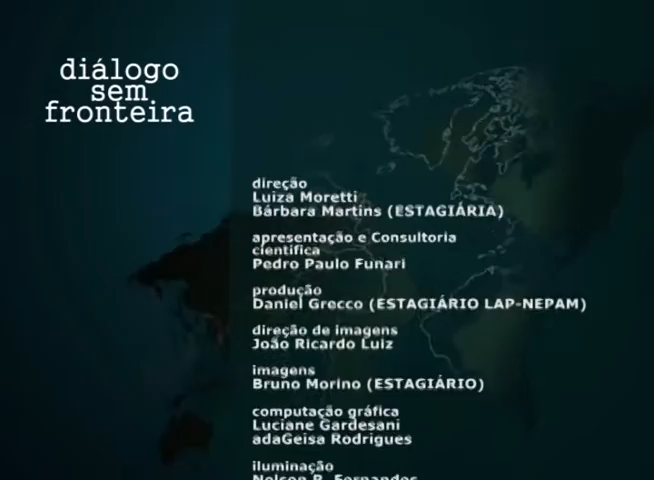 diálogo
sem
fronteira
direção
Luiza Moretti
Bárbara Martins (ESTAGIÁRIA)
apresentação e Consultoria
científica
Pedro Paulo Funari
produção
Daniel Grecco (ESTAGIÁRIO LAP-NEPAM)
direção de imagens
João Ricardo Luiz
imagens
Bruno Morino (ESTAGIÁRIO)
computação gráfica
Luciane Gardesani
adaGeisa Rodrigues
iluminação
Nelson R. Fernandes